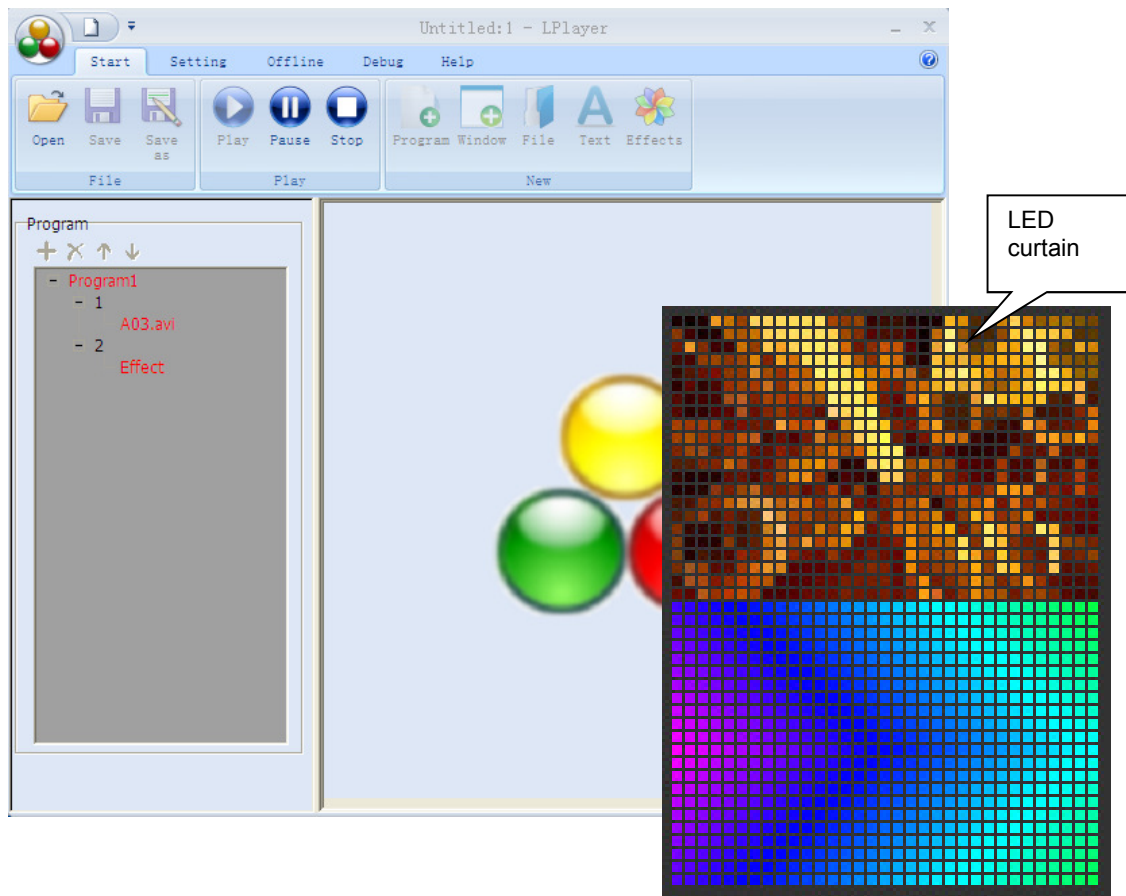 Untitled:1 - LPlayer
Start Setting Offline Debug Help
Open Save Save as Play Pause Stop Program Window File Text Effects
File Play New
LED
curtain
Program
- Program1
- 1
A03.avi
- 2
Effect